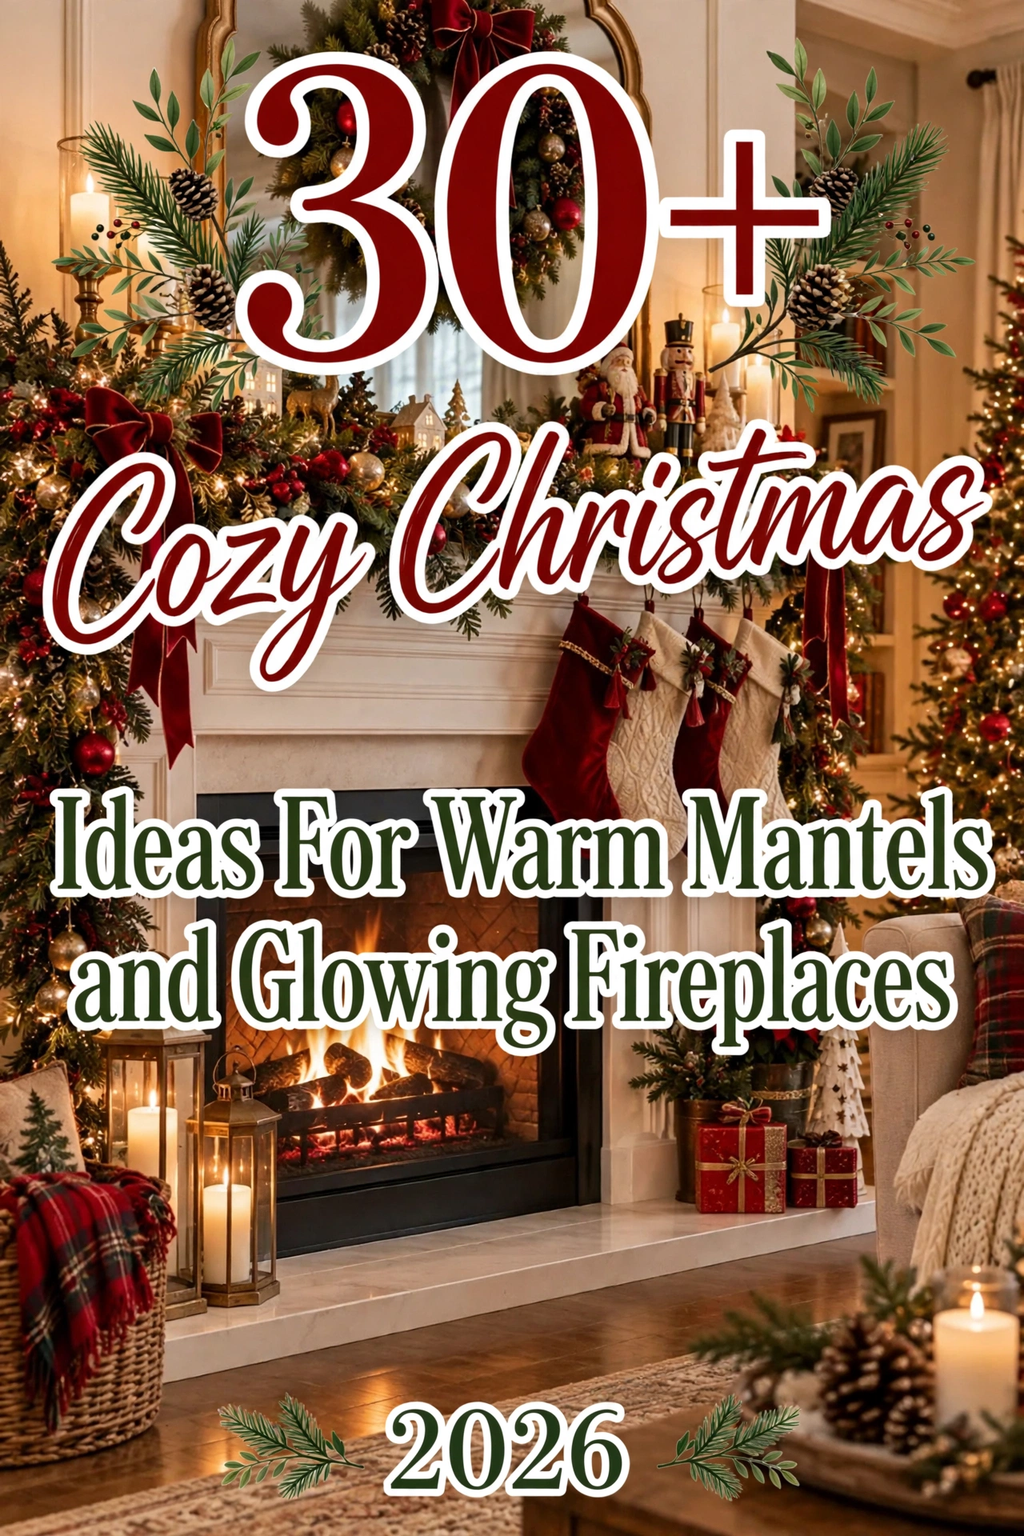 30+
Cozy Christmas
Ideas For Warm Mantels
and Glowing Fireplaces
2026